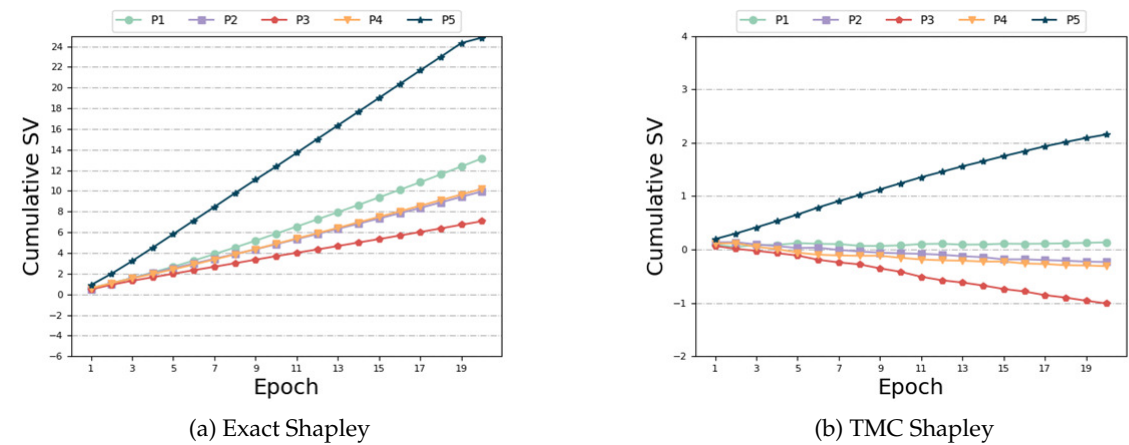 P1 P2 P3 P4 P5
24
22
20
18
16
14
12
10
8
6
4
2
0
−2
−4
−6
Cumulative SV
1 3 5 7 9 11 13 15 17 19
Epoch
(a) Exact Shapley
P1 P2 P3 P4 P5
4
3
2
1
0
−1
−2
Cumulative SV
1 3 5 7 9 11 13 15 17 19
Epoch
(b) TMC Shapley